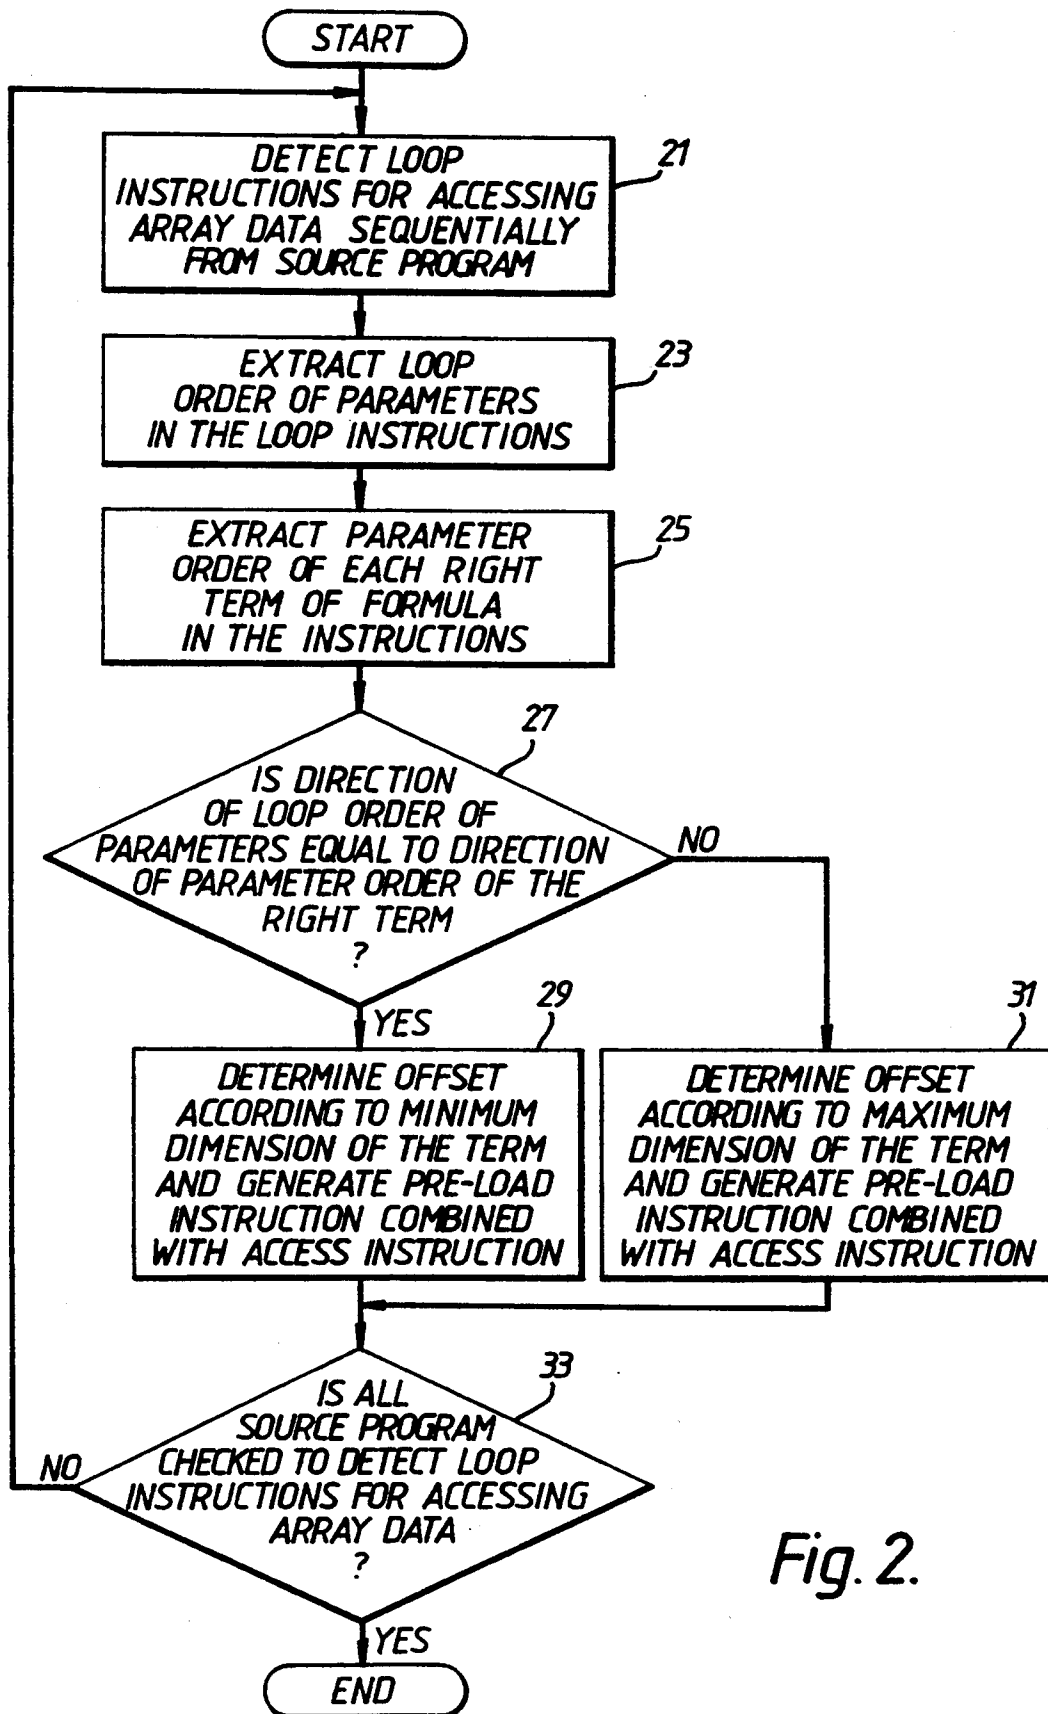 START
DETECT LOOP
INSTRUCTIONS FOR ACCESSING
ARRAY DATA SEQUENTIALLY
FROM SOURCE PROGRAM
21
EXTRACT LOOP
ORDER OF PARAMETERS
IN THE LOOP INSTRUCTIONS
23
EXTRACT PARAMETER
ORDER OF EACH RIGHT
TERM OF FORMULA
IN THE INSTRUCTIONS
25
27
IS DIRECTION
OF LOOP ORDER OF
PARAMETERS EQUAL TO DIRECTION
OF PARAMETER ORDER OF THE
RIGHT TERM
?
NO
YES
29
DETERMINE OFFSET
ACCORDING TO MINIMUM
DIMENSION OF THE TERM
AND GENERATE PRE-LOAD
INSTRUCTION COMBINED
WITH ACCESS INSTRUCTION
31
DETERMINE OFFSET
ACCORDING TO MAXIMUM
DIMENSION OF THE TERM
AND GENERATE PRE-LOAD
INSTRUCTION COMBINED
WITH ACCESS INSTRUCTION
33
IS ALL
SOURCE PROGRAM
CHECKED TO DETECT LOOP
INSTRUCTIONS FOR ACCESSING
ARRAY DATA
?
NO
YES
END
Fig. 2.